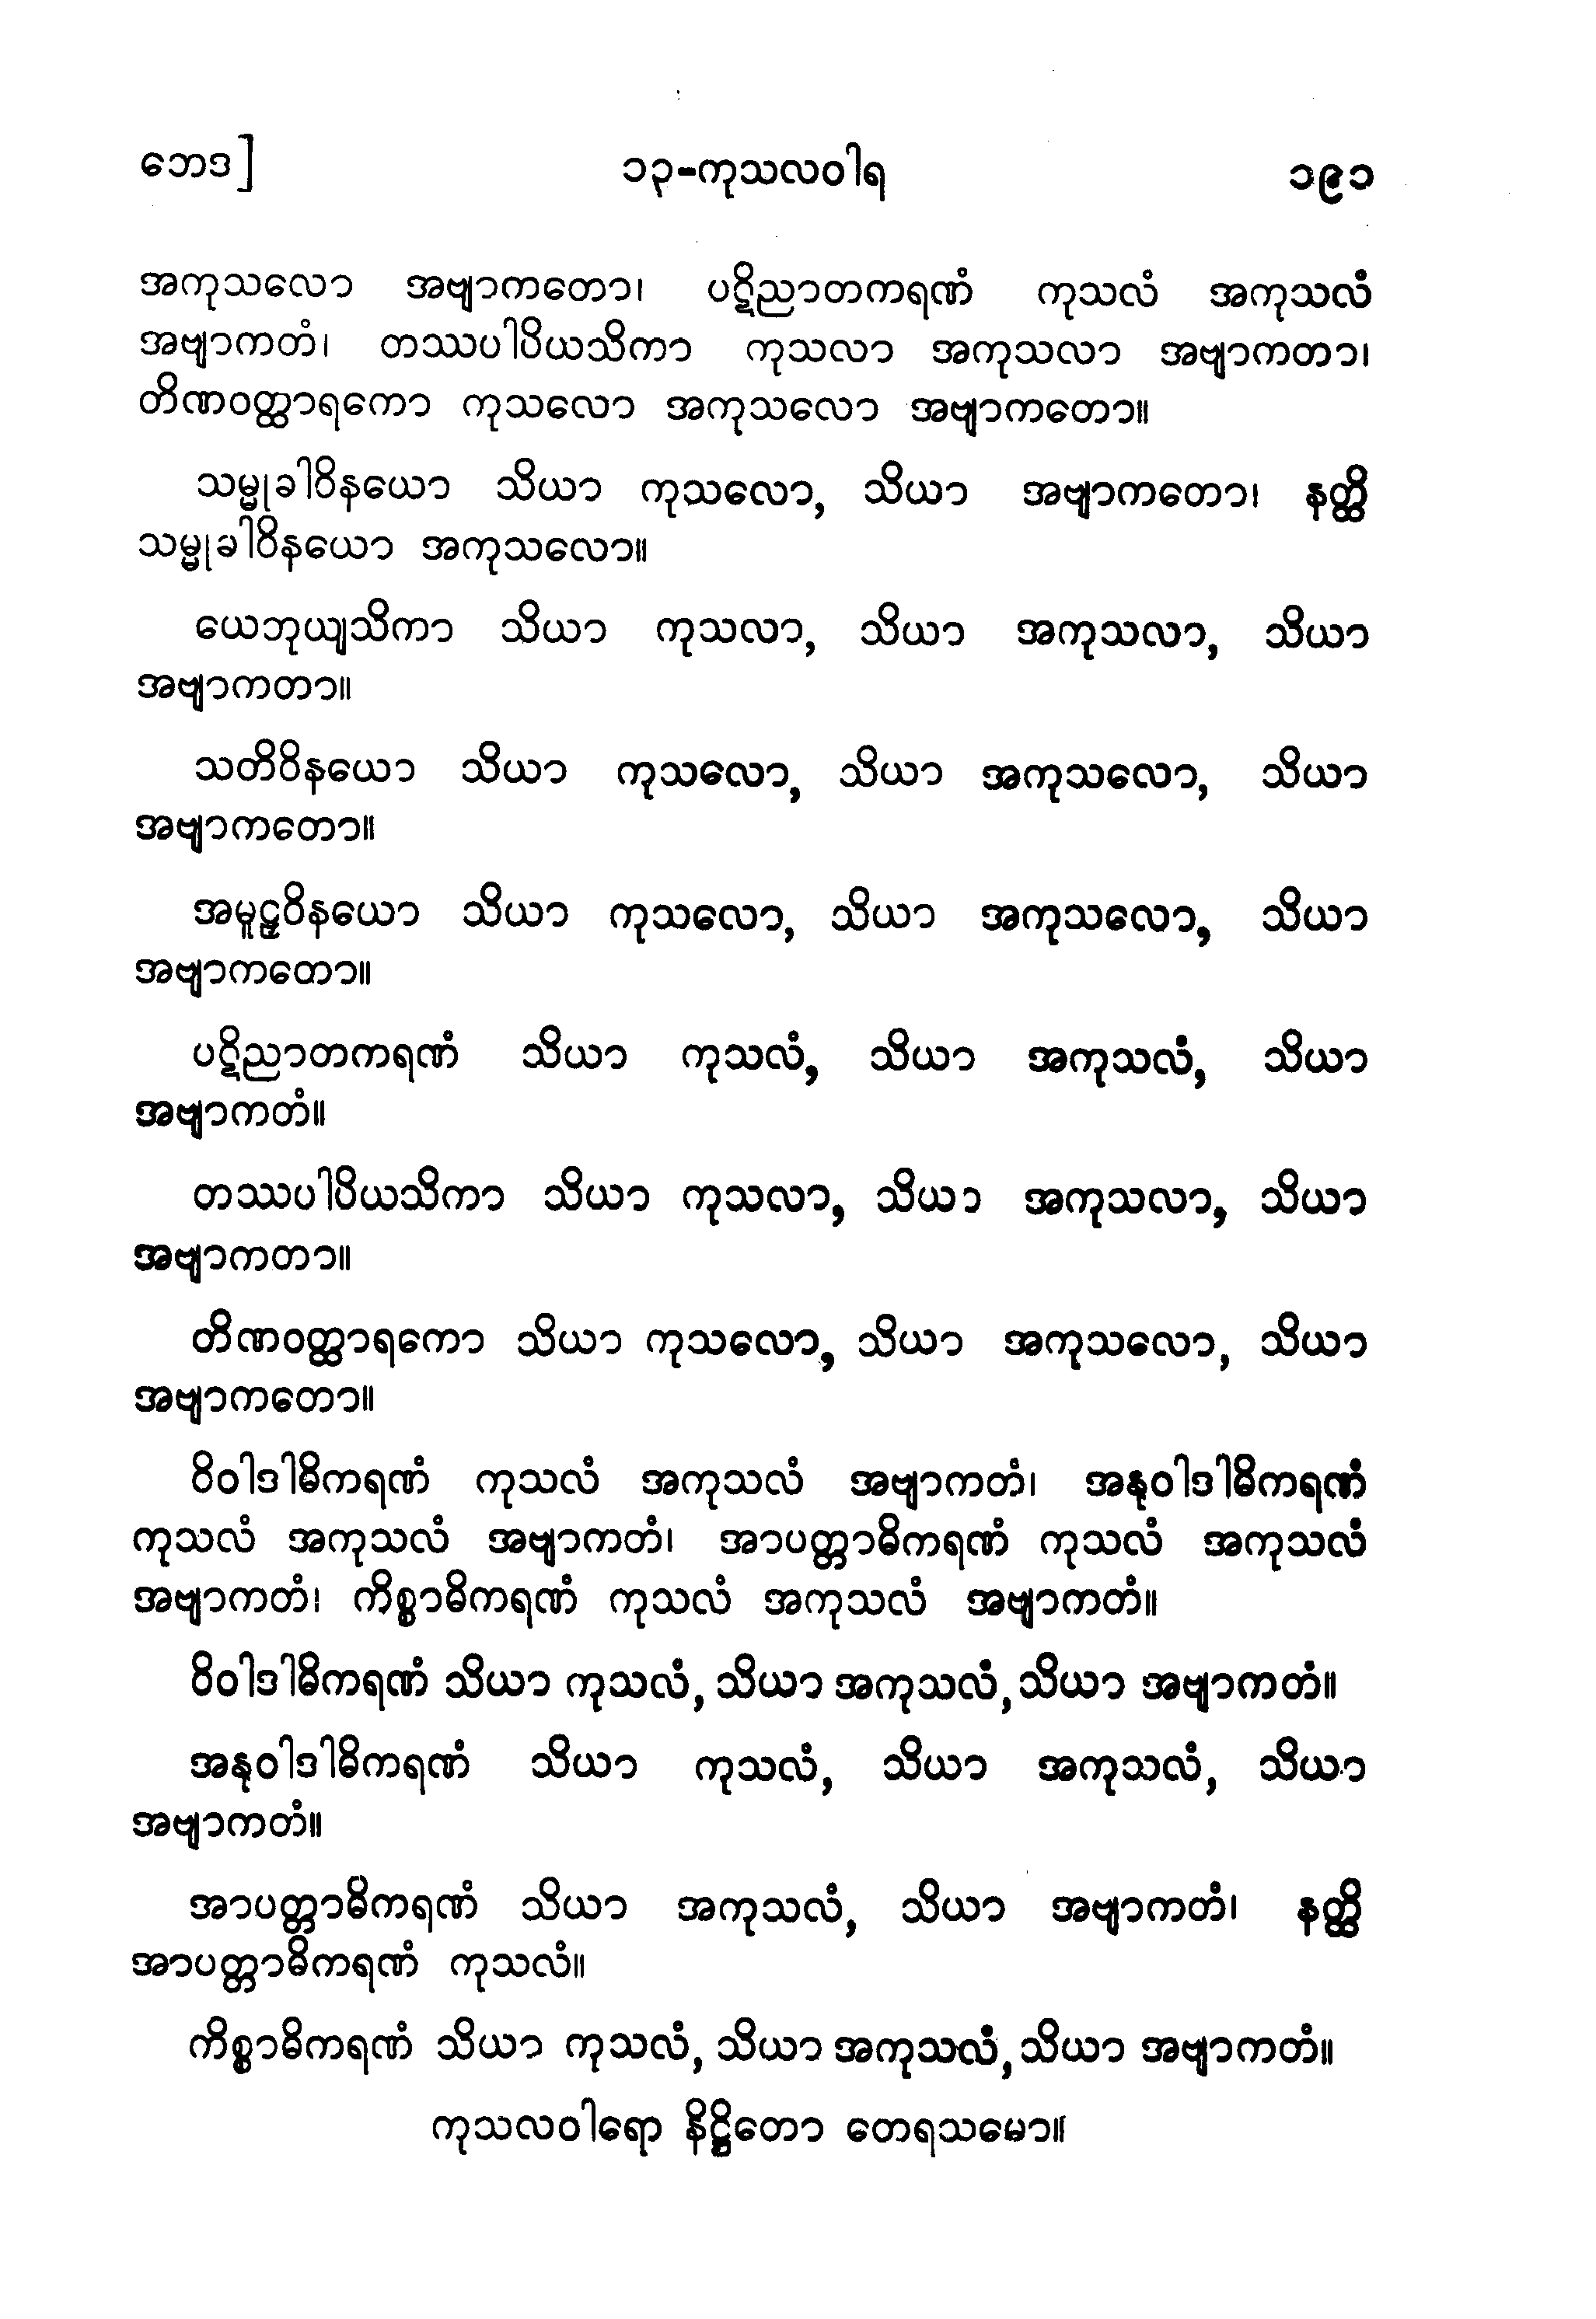 ဘေဒ]
၁၃-ကုသလဝါရ
၁၉၁
အကုသလော အဗျာကတော၊ ပဋိညာတကရဏံ ကုသလံ အကုသလံ
အဗျာကတံ၊ တဿပါပိယသိကာ ကုသလာ အကုသလာ အဗျာကတာ၊
တိဏဝတ္ထာရကော ကုသလော အကုသလော အဗျာကတော။
သမ္မုခါဝိနယော သိယာ ကုသလော, သိယာ အဗျာကတော၊ နတ္ထိ
သမ္မုခါဝိနယော အကုသလော။
ယေဘုယျသိကာ သိယာ ကုသလာ, သိယာ အကုသလာ, သိယာ
အဗျာကတာ။
သတိဝိနယော သိယာ ကုသလော, သိယာ အကုသလော, သိယာ
အဗျာကတော။
အမူဠှဝိနယော သိယာ ကုသလော, သိယာ အကုသလော, သိယာ
အဗျာကတော။
ပဋိညာတကရဏံ သိယာ ကုသလံ, သိယာ အကုသလံ, သိယာ
အဗျာကတံ။
တဿပါပိယသိကာ သိယာ ကုသလာ, သိယာ အကုသလာ, သိယာ
အဗျာကတာ။
တိဏဝတ္ထာရကော သိယာ ကုသလော, သိယာ အကုသလော, သိယာ
အဗျာကတော။
ဝိဝါဒါဓိကရဏံ ကုသလံ အကုသလံ အဗျာကတံ၊ အနုဝါဒါဓိကရဏံ
ကုသလံ အကုသလံ အဗျာကတံ၊ အာပတ္တာဓိကရဏံ ကုသလံ အကုသလံ
အဗျာကတံ၊ ကိစ္စာဓိကရဏံ ကုသလံ အကုသလံ အဗျာကတံ။
ဝိဝါဒါဓိကရဏံ သိယာ ကုသလံ, သိယာ အကုသလံ, သိယာ အဗျာကတံ။
အနုဝါဒါဓိကရဏံ သိယာ ကုသလံ, သိယာ အကုသလံ, သိယာ
အဗျာကတံ။
အာပတ္တာဓိကရဏံ သိယာ အကုသလံ, သိယာ အဗျာကတံ၊ နတ္ထိ
အာပတ္တာဓိကရဏံ ကုသလံ။
ကိစ္စာဓိကရဏံ သိယာ ကုသလံ, သိယာ အကုသလံ, သိယာ အဗျာကတံ။
ကုသလဝါရော နိဋ္ဌိတော တေရသမော။